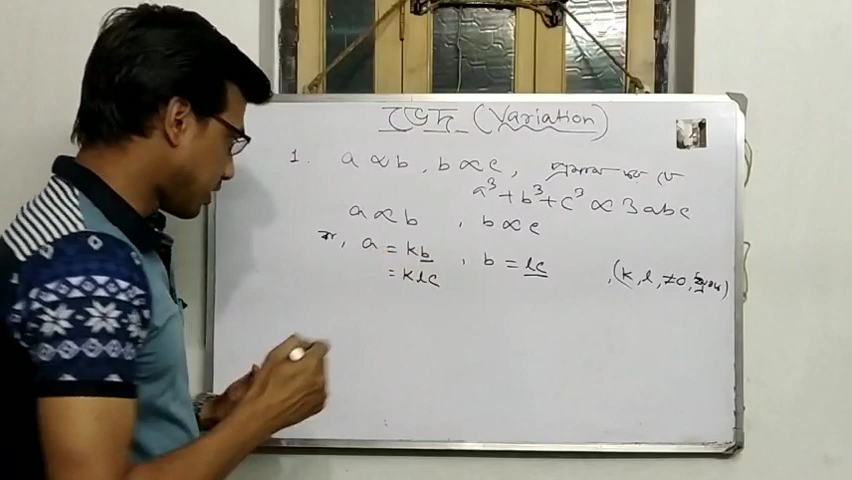 ভেদ (Variation)
1. a ∝ b, b ∝ c, প্রমাণ কর যে
a³ + b³ + c³ ∝ 3abc
a ∝ b, b ∝ c
বা, a = kb, b = lc, (k, l, ≠0, ধ্রুবক)
= klc